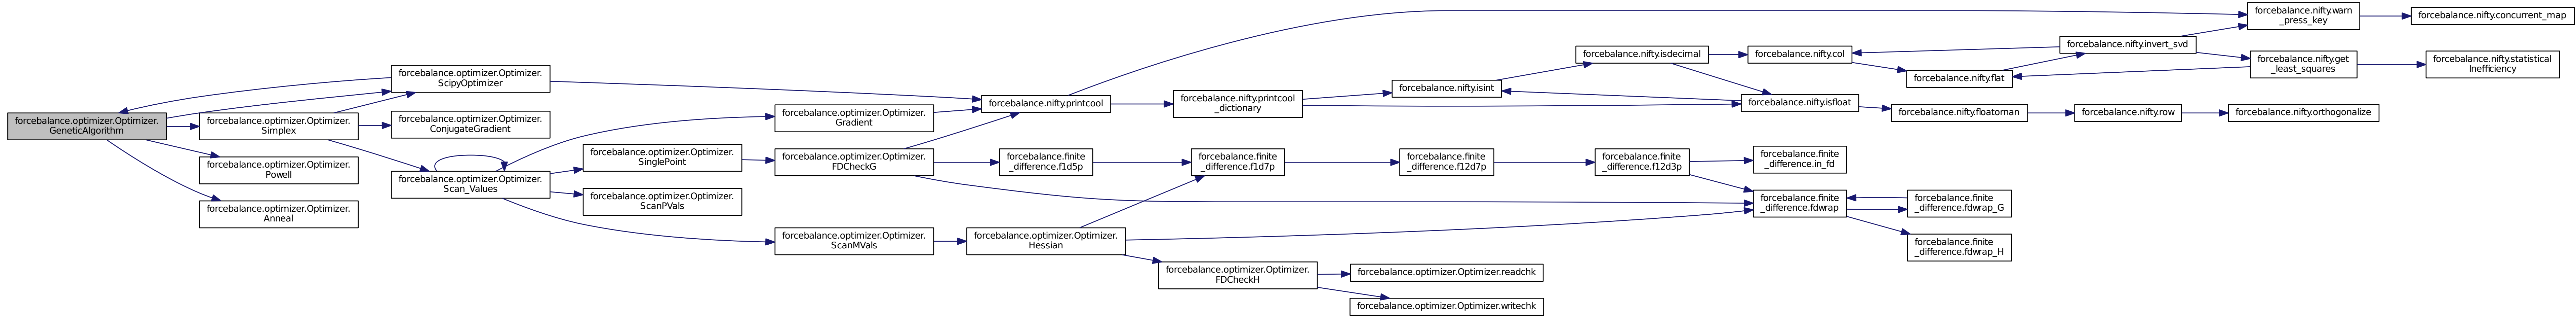 forcebalance.optimizer.Optimizer.
GeneticAlgorithm
forcebalance.optimizer.Optimizer.
ScipyOptimizer
forcebalance.optimizer.Optimizer.
Simplex
forcebalance.optimizer.Optimizer.
ConjugateGradient
forcebalance.optimizer.Optimizer.
Powell
forcebalance.optimizer.Optimizer.
Scan_Values
forcebalance.optimizer.Optimizer.
Anneal
forcebalance.optimizer.Optimizer.
SinglePoint
forcebalance.optimizer.Optimizer.
ScanPVals
forcebalance.optimizer.Optimizer.
Gradient
forcebalance.optimizer.Optimizer.
FDCheckG
forcebalance.optimizer.Optimizer.
ScanMVals
forcebalance.nifty.printcool
forcebalance.finite
_difference.f1d5p
forcebalance.optimizer.Optimizer.
Hessian
forcebalance.nifty.printcool
_dictionary
forcebalance.finite
_difference.f1d7p
forcebalance.optimizer.Optimizer.
FDCheckH
forcebalance.nifty.isint
forcebalance.finite
_difference.f12d7p
forcebalance.optimizer.Optimizer.readchk
forcebalance.optimizer.Optimizer.writechk
forcebalance.nifty.isdecimal
forcebalance.finite
_difference.f12d3p
forcebalance.nifty.col
forcebalance.nifty.isfloat
forcebalance.finite
_difference.in_fd
forcebalance.finite
_difference.fdwrap
forcebalance.nifty.flat
forcebalance.nifty.floatornan
forcebalance.finite
_difference.fdwrap_G
forcebalance.finite
_difference.fdwrap_H
forcebalance.nifty.invert_svd
forcebalance.nifty.row
forcebalance.nifty.warn
_press_key
forcebalance.nifty.get
_least_squares
forcebalance.nifty.orthogonalize
forcebalance.nifty.concurrent_map
forcebalance.nifty.statistical
Inefficiency